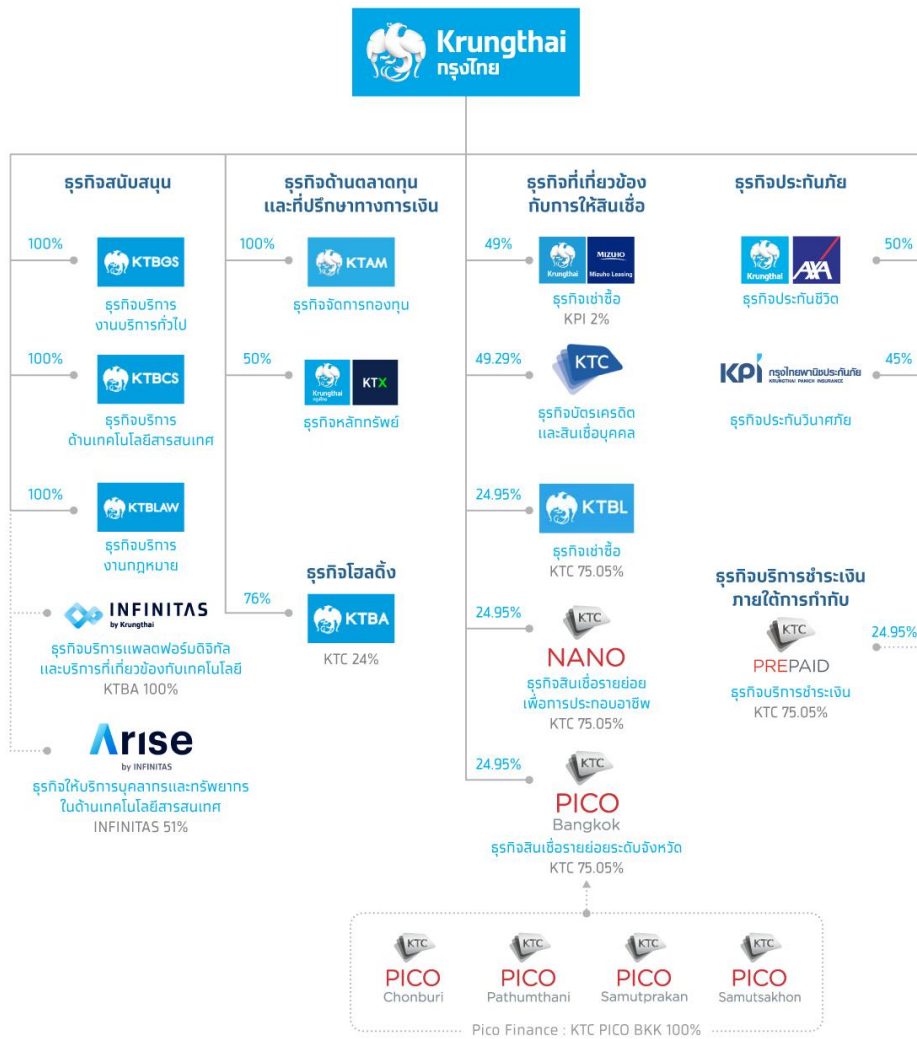 Krungthai
กรุงไทย
ธุรกิจสนับสนุน
100%
KTBGS
ธุรกิจบริการ
งานบริการทั่วไป
100%
KTBCS
ธุรกิจบริการ
ด้านเทคโนโลยีสารสนเทศ
100%
KTBLAW
ธุรกิจบริการ
งานกฎหมาย
INFINITAS
by Krungthai
ธุรกิจบริการแพลตฟอร์มดิจิทัล
และบริการที่เกี่ยวข้องกับเทคโนโลยี
KTBA 100%
Arise
by INFINITAS
ธุรกิจให้บริการบุคลากรและทรัพยากร
ในด้านเทคโนโลยีสารสนเทศ
INFINITAS 51%
ธุรกิจด้านตลาดทุน
และที่ปรึกษาทางการเงิน
100%
KTAM
ธุรกิจจัดการกองทุน
50%
Krungthai
กรุงไทย
KTX
ธุรกิจหลักทรัพย์
ธุรกิจโฮลดิ้ง
76%
KTBA
KTC 24%
ธุรกิจที่เกี่ยวข้อง
กับการให้สินเชื่อ
49%
Krungthai
MIZUHO
Mizuho Leasing
ธุรกิจเช่าซื้อ
KPI 2%
49.29%
KTC
ธุรกิจบัตรเครดิต
และสินเชื่อบุคคล
24.95%
KTBL
ธุรกิจเช่าซื้อ
KTC 75.05%
24.95%
KTC
NANO
ธุรกิจสินเชื่อรายย่อย
เพื่อการประกอบอาชีพ
KTC 75.05%
24.95%
KTC
PICO
Bangkok
ธุรกิจสินเชื่อรายย่อยระดับจังหวัด
KTC 75.05%
ธุรกิจประกันภัย
50%
Krungthai
AXA
ธุรกิจประกันชีวิต
45%
KPI
กรุงไทยพานิชประกันภัย
KRUNGTHAI PANICH INSURANCE
ธุรกิจประกันวินาศภัย
ธุรกิจบริการชำระเงิน
ภายใต้การกำกับ
24.95%
KTC
PREPAID
ธุรกิจบริการชำระเงิน
KTC 75.05%
KTC
PICO
Chonburi
KTC
PICO
Pathumthani
KTC
PICO
Samutprakan
KTC
PICO
Samutsakhon
Pico Finance : KTC PICO BKK 100%